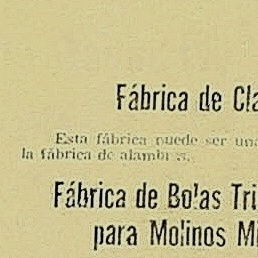 Fábrica de Cla
Esta fábrica puede ser una
la fábrica de alambres.
Fábrica de Bolas Tri
para Molinos Mi